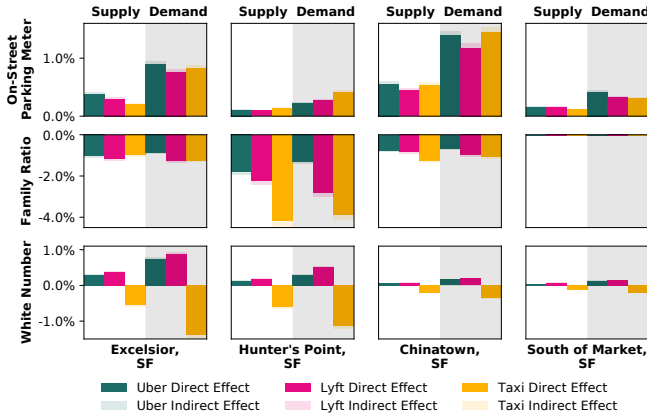 Supply Demand Supply Demand Supply Demand Supply Demand
On-Street
Parking Meter
1.0%
0.0%
Family Ratio
0.0%
-2.0%
-4.0%
White Number
1.0%
0.0%
-1.0%
Excelsior,
SF
Hunter's Point,
SF
Chinatown,
SF
South of Market,
SF
Uber Direct Effect
Lyft Direct Effect
Taxi Direct Effect
Uber Indirect Effect
Lyft Indirect Effect
Taxi Indirect Effect